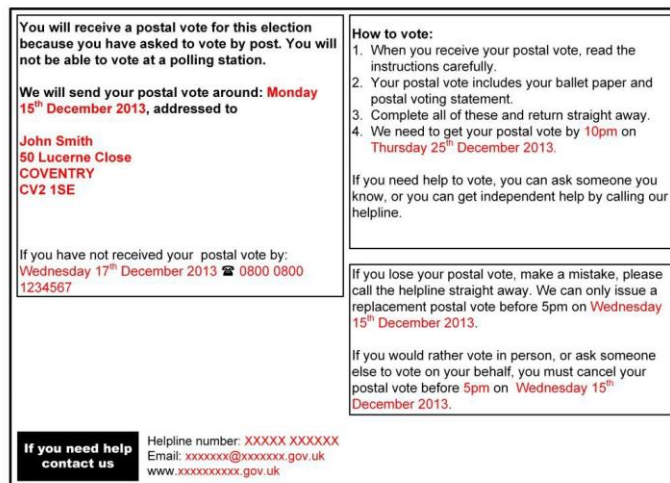 You will receive a postal vote for this election
because you have asked to vote by post. You will
not be able to vote at a polling station.
We will send your postal vote around: Monday
15th December 2013, addressed to
John Smith
50 Lucerne Close
COVENTRY
CV2 1SE
If you have not received your postal vote by:
Wednesday 17th December 2013 ☎ 0800 0800
1234567
How to vote:
1. When you receive your postal vote, read the
instructions carefully.
2. Your postal vote includes your ballet paper and
postal voting statement.
3. Complete all of these and return straight away.
4. We need to get your postal vote by 10pm on
Thursday 25th December 2013.
If you need help to vote, you can ask someone you
know, or you can get independent help by calling our
helpline.
If you lose your postal vote, make a mistake, please
call the helpline straight away. We can only issue a
replacement postal vote before 5pm on Wednesday
15th December 2013.
If you would rather vote in person, or ask someone
else to vote on your behalf, you must cancel your
postal vote before 5pm on Wednesday 15th
December 2013.
If you need help
contact us
Helpline number: XXXXX XXXXXX
Email: xxxxxxx@xxxxxxx.gov.uk
www.xxxxxxxxxx.gov.uk